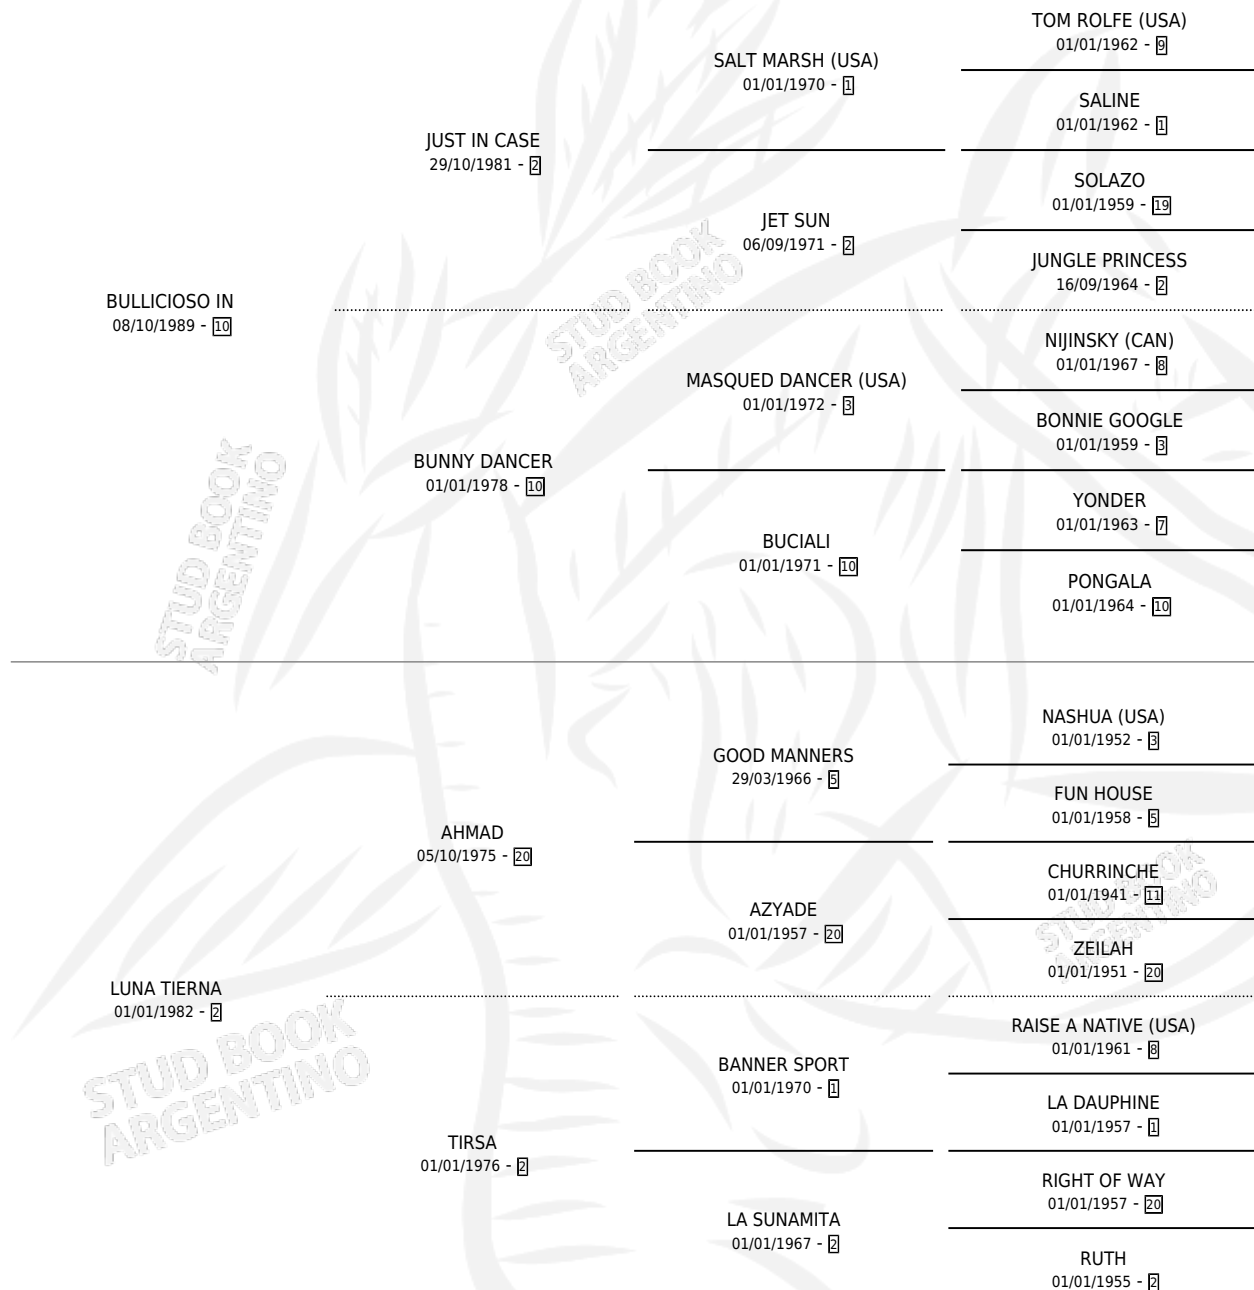 TOM ROLFE (USA)
01/01/1962 - 9
SALT MARSH (USA)
01/01/1970 - 1
SALINE
01/01/1962 - 1
JUST IN CASE
29/10/1981 - 2
SOLAZO
01/01/1959 - 19
JET SUN
06/09/1971 - 2
JUNGLE PRINCESS
16/09/1964 - 2
BULLICIOSO IN
08/10/1989 - 10
NIJINSKY (CAN)
01/01/1967 - 8
MASQUED DANCER (USA)
01/01/1972 - 3
BONNIE GOOGLE
01/01/1959 - 3
BUNNY DANCER
01/01/1978 - 10
YONDER
01/01/1963 - 7
BUCIALI
01/01/1971 - 10
PONGALA
01/01/1964 - 10
STUD BOOK
ARGENTINO
STUD BOOK
ARGENTINO
NASHUA (USA)
01/01/1952 - 3
GOOD MANNERS
29/03/1966 - 5
FUN HOUSE
01/01/1958 - 5
AHMAD
05/10/1975 - 20
CHURRINCHE
01/01/1941 - 11
AZYADE
01/01/1957 - 20
ZEILAH
01/01/1951 - 20
STUD BOOK
ARGENTINO
LUNA TIERNA
01/01/1982 - 2
RAISE A NATIVE (USA)
01/01/1961 - 8
BANNER SPORT
01/01/1970 - 1
LA DAUPHINE
01/01/1957 - 1
STUD BOOK
ARGENTINO
TIRSA
01/01/1976 - 2
RIGHT OF WAY
01/01/1957 - 20
LA SUNAMITA
01/01/1967 - 2
RUTH
01/01/1955 - 2